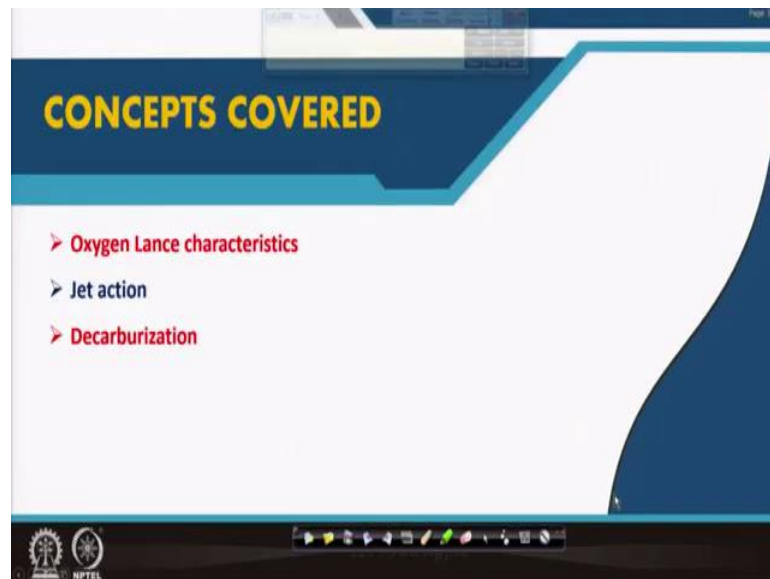 CONCEPTS COVERED
Oxygen Lance characteristics
Jet action
Decarburization
NPTEL